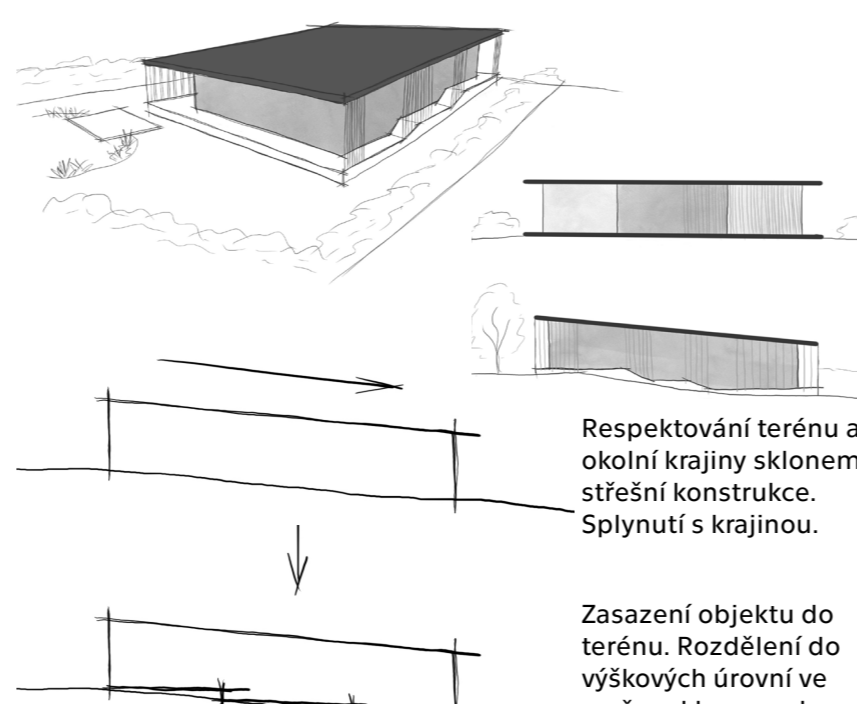 Respektování terénu a
okolní krajiny sklonem
střešní konstrukce.
Splynutí s krajinou.
Zasazení objektu do
terénu. Rozdělení do
výškových úrovní ve